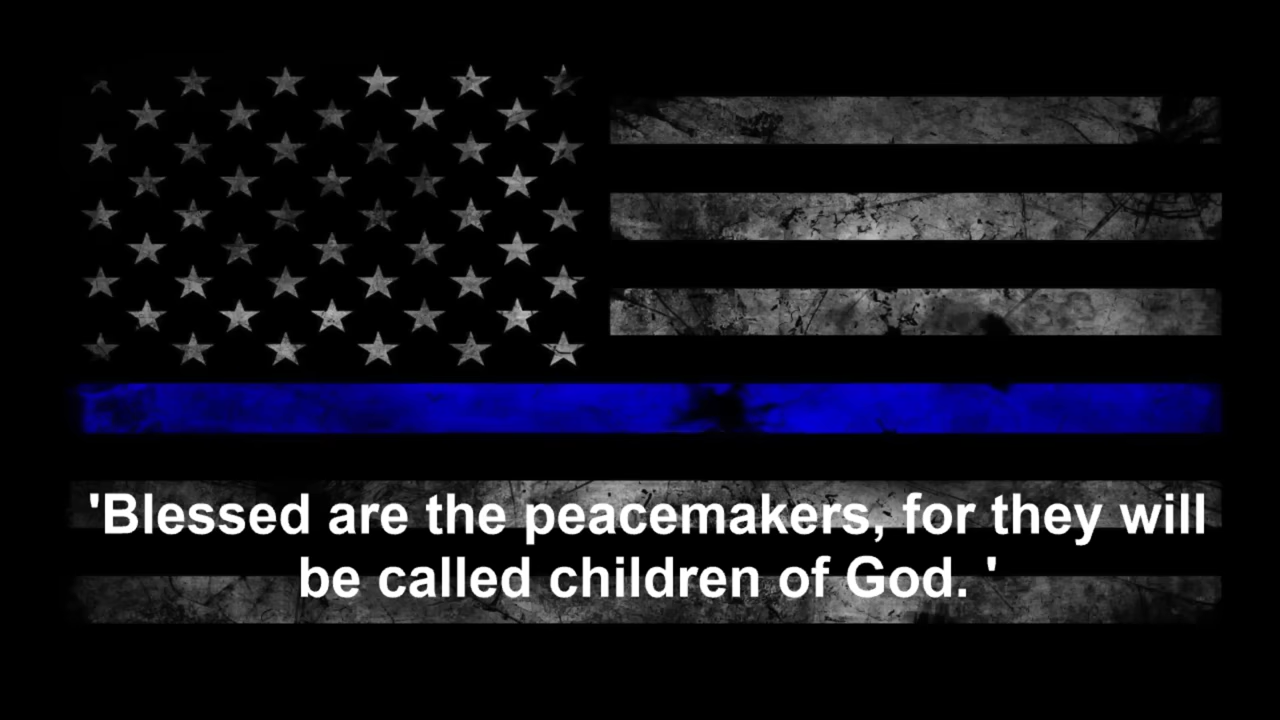 'Blessed are the peacemakers, for they will
be called children of God. '